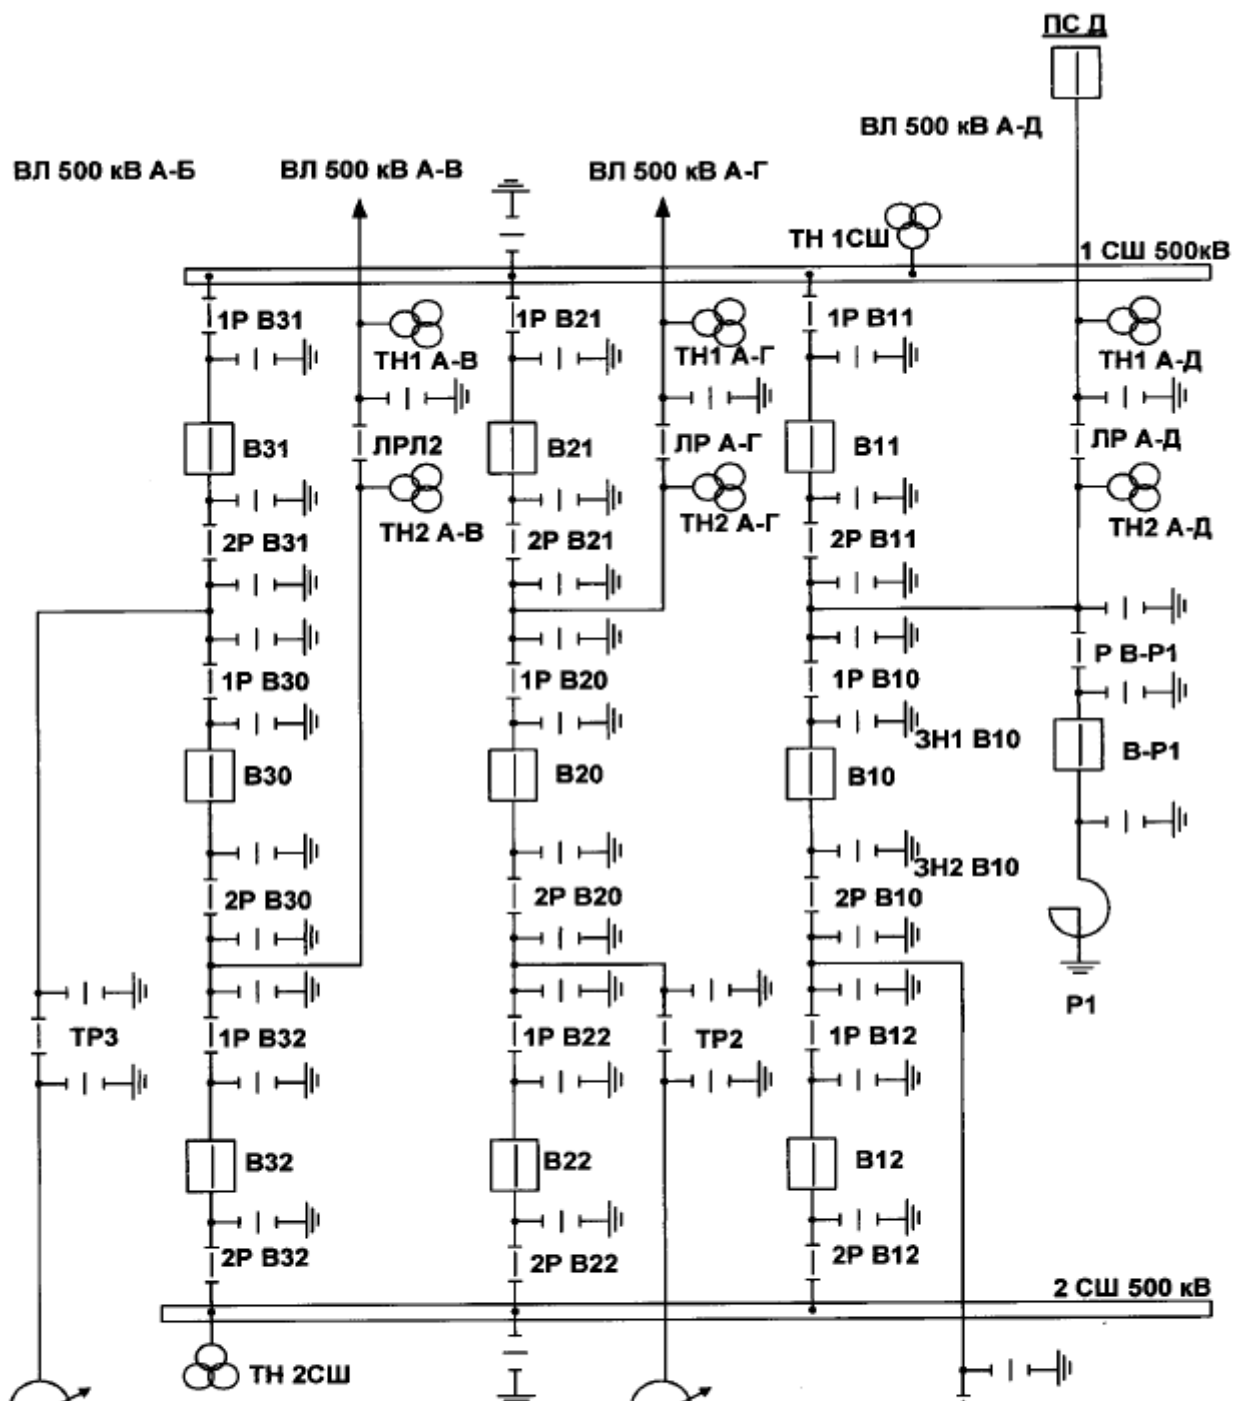 ПС Д
ВЛ 500 кВ А-Д
ВЛ 500 кВ А-Б
ВЛ 500 кВ А-В
ВЛ 500 кВ А-Г
ТН 1СШ
1 СШ 500кВ
1Р В31
1Р В21
1Р В11
ТН1 А-В
ТН1 А-Г
ТН1 А-Д
В31
ЛРЛ2
В21
ЛР А-Г
В11
ЛР А-Д
ТН2 А-В
ТН2 А-Г
ТН2 А-Д
2Р В31
2Р В21
2Р В11
1Р В30
1Р В20
1Р В10
Р В-Р1
ЗН1 В10
В-Р1
В30
В20
В10
ЗН2 В10
2Р В30
2Р В20
2Р В10
Р1
ТР3
1Р В32
1Р В22
ТР2
1Р В12
В32
В22
В12
2Р В32
2Р В22
2Р В12
2 СШ 500 кВ
ТН 2СШ